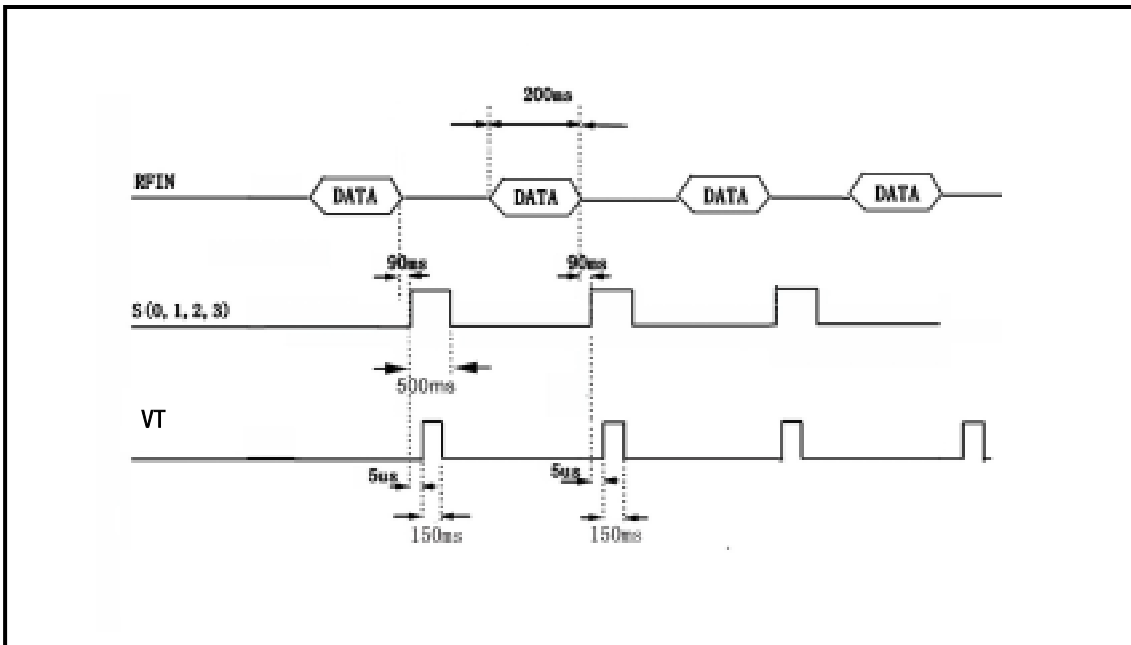 200ms
RFIN
DATA DATA DATA DATA
90ms 90ms
S(0, 1, 2, 3)
500ms
VT
5us 5us
150ms 150ms